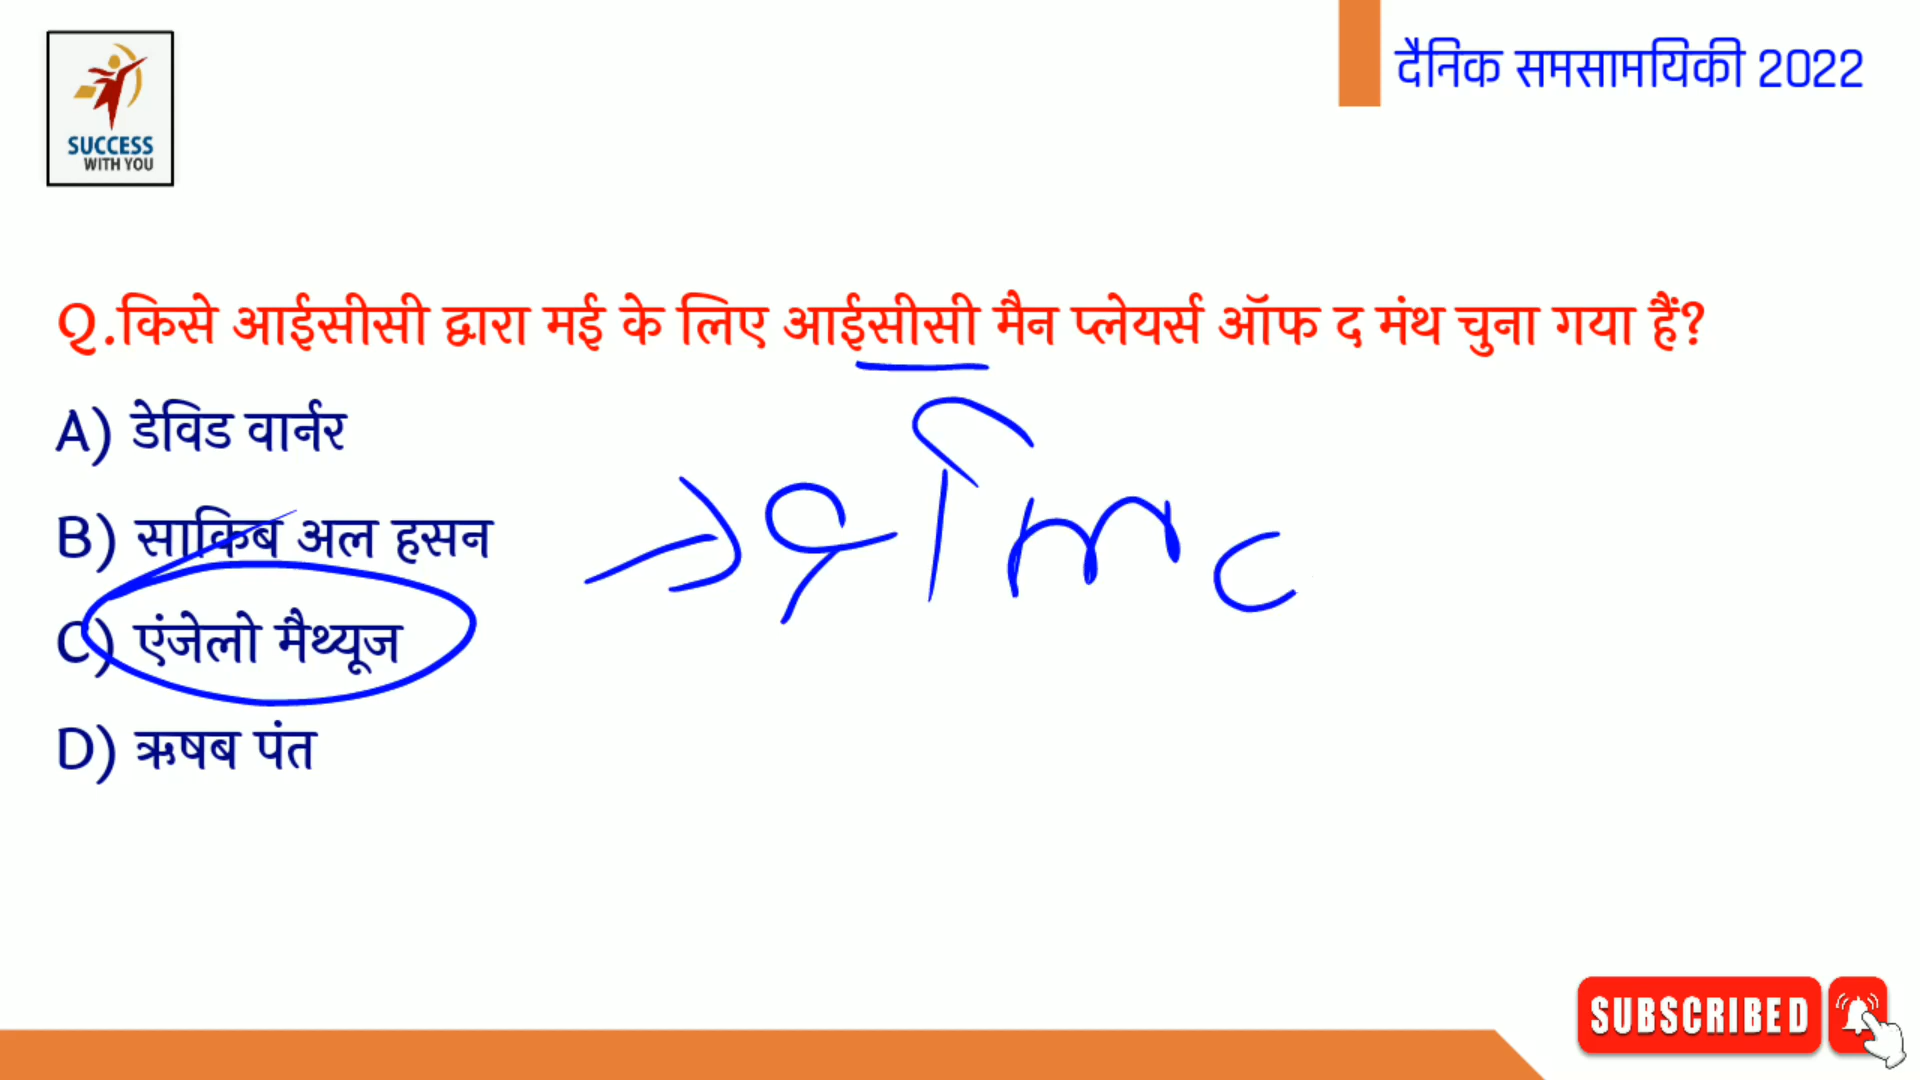 SUCCESS
WITH YOU
दैनिक समसामयिकी 2022
Q.किसे आईसीसी द्वारा मई के लिए आईसीसी मैन प्लेयर्स ऑफ द मंथ चुना गया हैं?
A) डेविड वार्नर
B) साकिब अल हसन
C) एंजेलो मैथ्यूज
D) ऋषब पंत
SUBSCRIBED